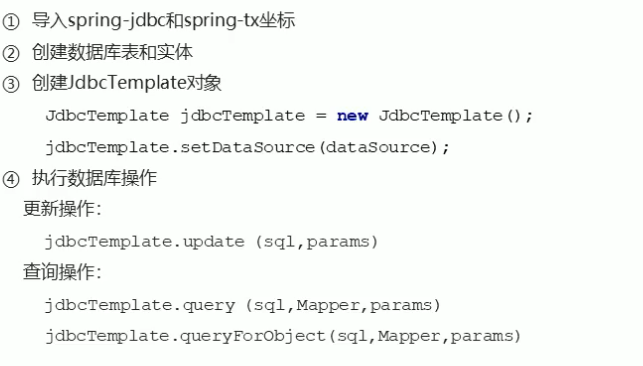 ① 导入spring-jdbc和spring-tx坐标
② 创建数据库表和实体
③ 创建JdbcTemplate对象
JdbcTemplate jdbcTemplate = new JdbcTemplate();
jdbcTemplate.setDataSource(dataSource);
④ 执行数据库操作
更新操作:
jdbcTemplate.update (sql,params)
查询操作:
jdbcTemplate.query (sql,Mapper,params)
jdbcTemplate.queryForObject(sql,Mapper,params)